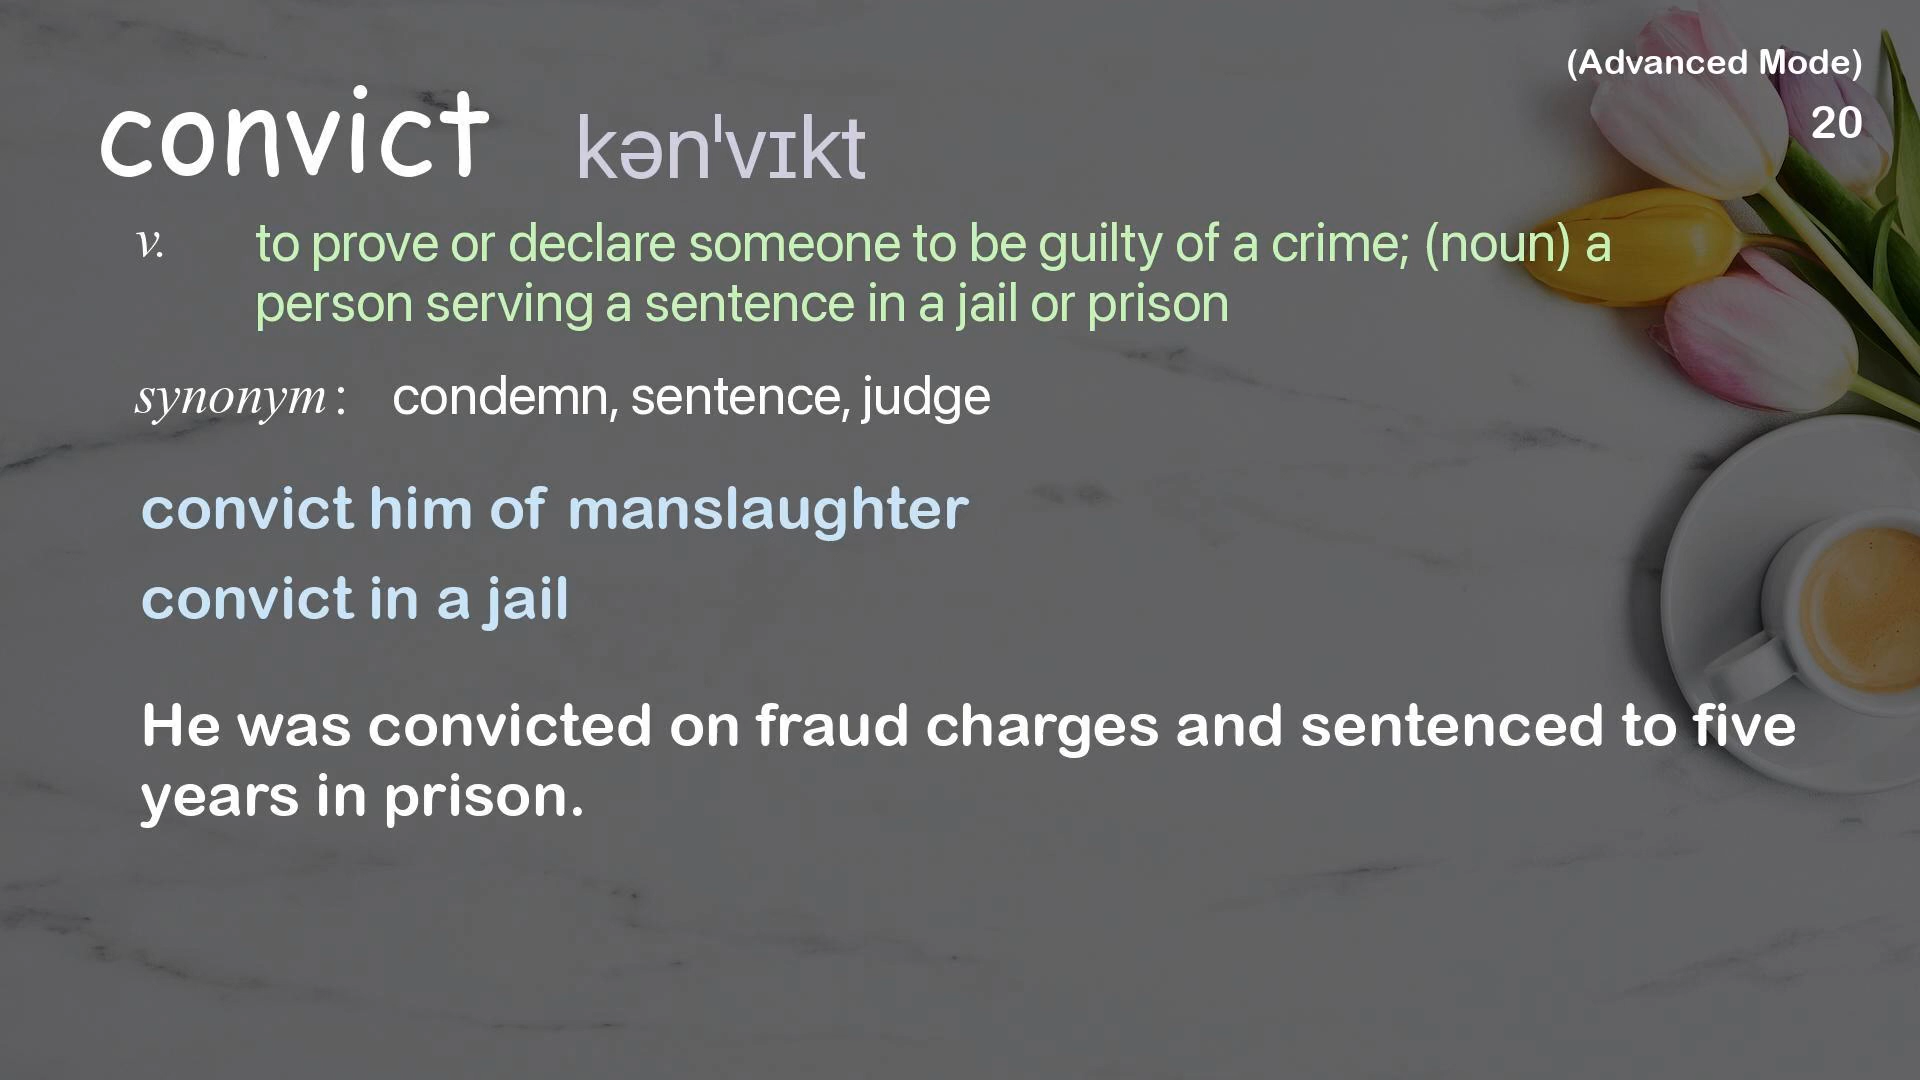 (Advanced Mode)
convict kən'vɪkt
20
v. to prove or declare someone to be guilty of a crime; (noun) a
person serving a sentence in a jail or prison
synonym: condemn, sentence, judge
convict him of manslaughter
convict in a jail
He was convicted on fraud charges and sentenced to five
years in prison.